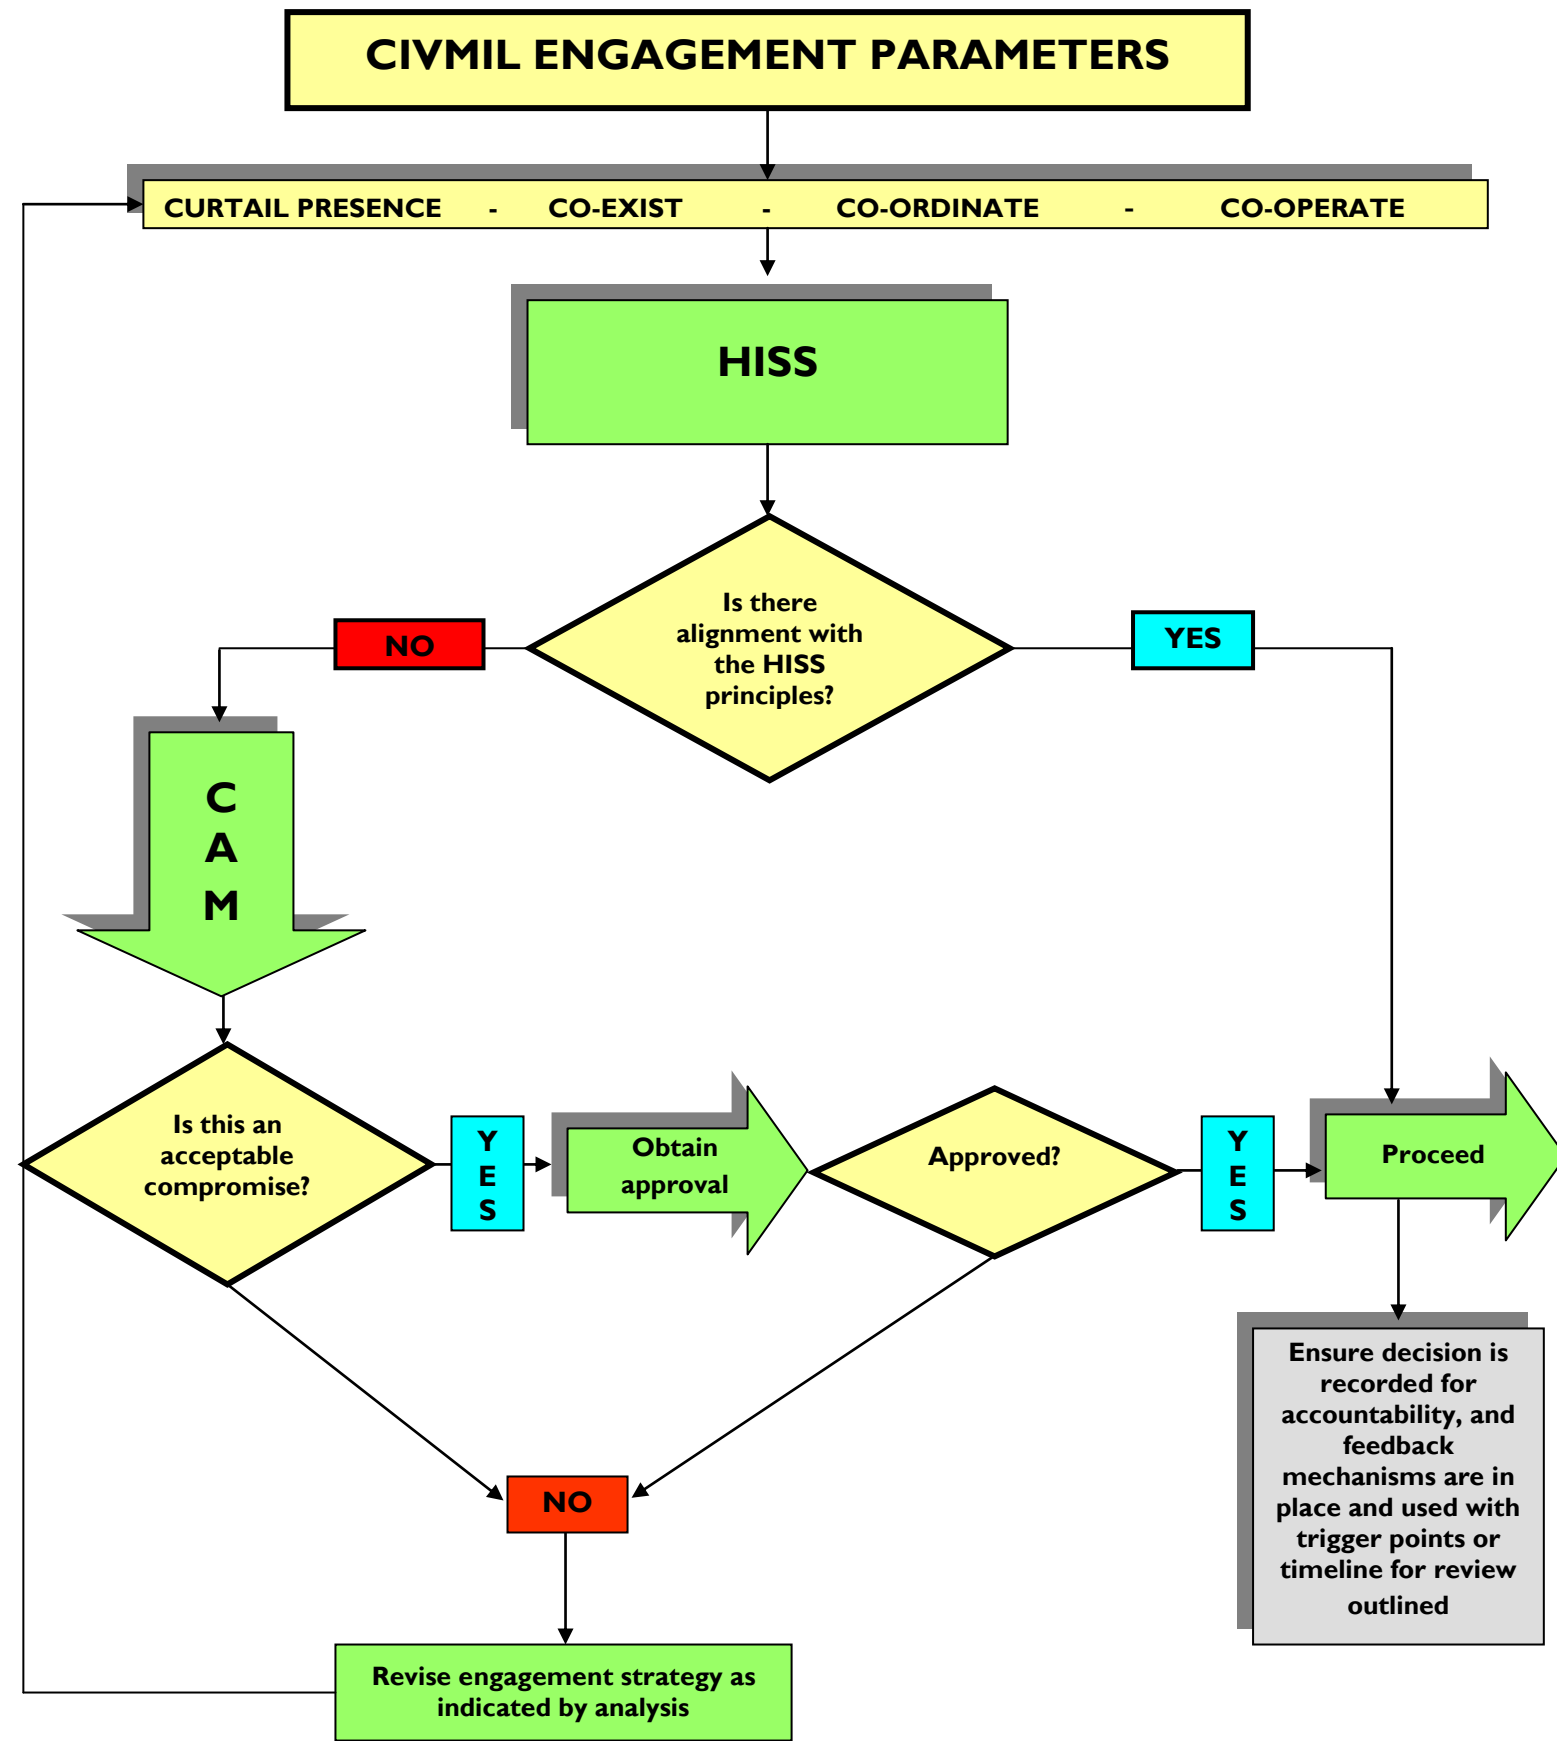 CIVMIL ENGAGEMENT PARAMETERS
CURTAIL PRESENCE - CO-EXIST - CO-ORDINATE - CO-OPERATE
HISS
Is there
alignment with
the HISS
principles?
NO
YES
C
A
M
Is this an
acceptable
compromise?
Y
E
S
Obtain
approval
Approved?
Y
E
S
Proceed
Ensure decision is
recorded for
accountability, and
feedback
mechanisms are in
place and used with
trigger points or
timeline for review
outlined
NO
Revise engagement strategy as
indicated by analysis